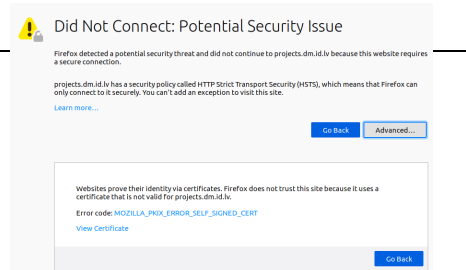 Did Not Connect: Potential Security Issue
Firefox detected a potential security threat and did not continue to projects.dm.id.lv because this website requires
a secure connection.
projects.dm.id.lv has a security policy called HTTP Strict Transport Security (HSTS), which means that Firefox can
only connect to it securely. You can't add an exception to visit this site.
Learn more...
Go Back
Advanced...
Websites prove their identity via certificates. Firefox does not trust this site because it uses a
certificate that is not valid for projects.dm.id.lv.
Error code: MOZILLA_PKIX_ERROR_SELF_SIGNED_CERT
View Certificate
Go Back